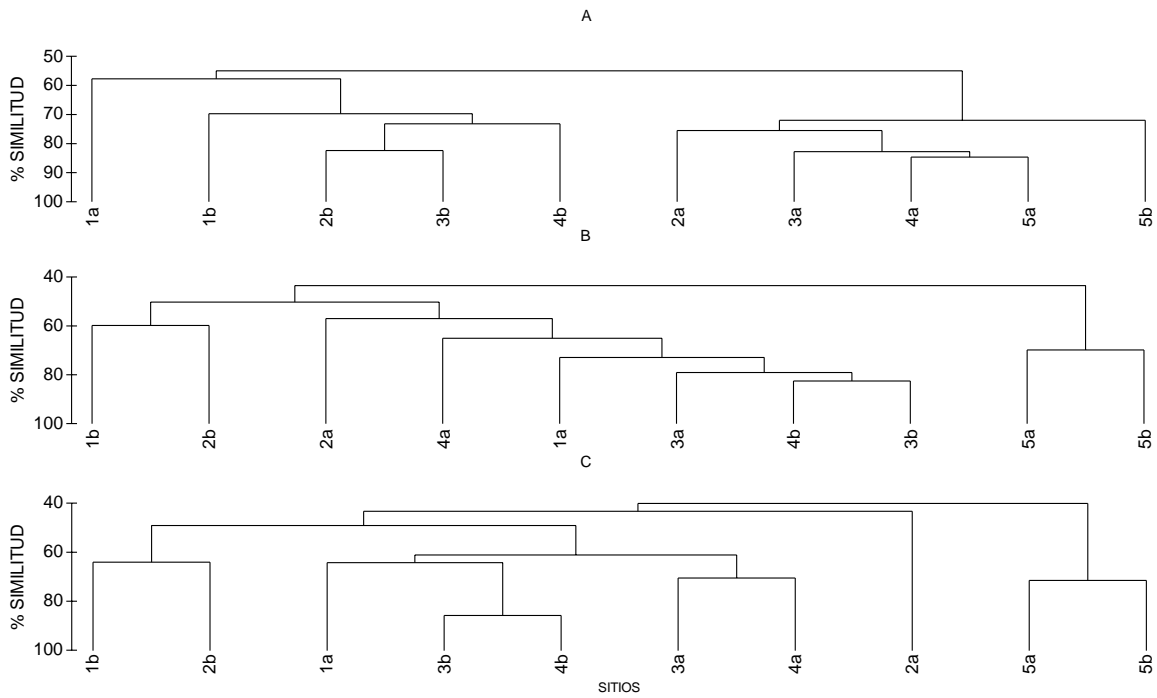 A
% SIMILITUD
50
60
70
80
90
100
1a 1b 2b 3b 4b 2a 3a 4a 5a 5b
B
% SIMILITUD
40
60
80
100
1b 2b 2a 4a 1a 3a 4b 3b 5a 5b
C
% SIMILITUD
40
60
80
100
1b 2b 1a 3b 4b 3a 4a 2a 5a 5b
SITIOS